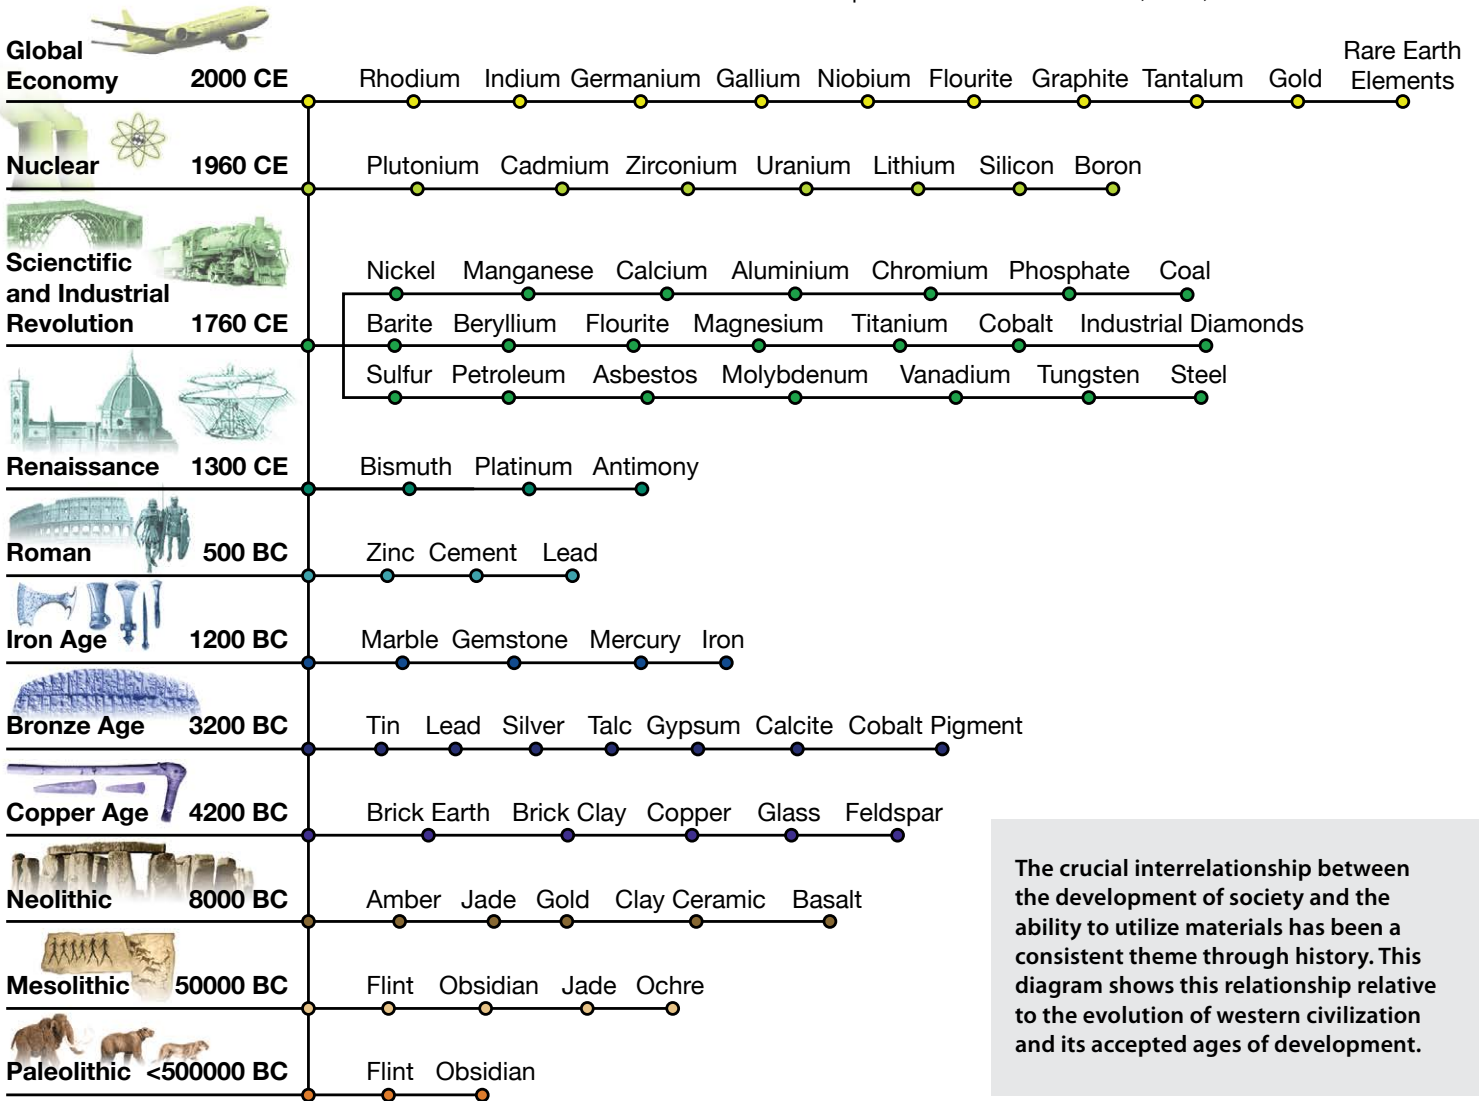 Global
Economy 2000 CE
Rhodium Indium Germanium Gallium Niobium Flourite Graphite Tantalum Gold Rare Earth
Elements
Nuclear 1960 CE
Plutonium Cadmium Zirconium Uranium Lithium Silicon Boron
Scienctific
and Industrial
Revolution 1760 CE
Nickel Manganese Calcium Aluminium Chromium Phosphate Coal
Barite Beryllium Flourite Magnesium Titanium Cobalt Industrial Diamonds
Sulfur Petroleum Asbestos Molybdenum Vanadium Tungsten Steel
Renaissance 1300 CE
Bismuth Platinum Antimony
Roman 500 BC
Zinc Cement Lead
Iron Age 1200 BC
Marble Gemstone Mercury Iron
Bronze Age 3200 BC
Tin Lead Silver Talc Gypsum Calcite Cobalt Pigment
Copper Age 4200 BC
Brick Earth Brick Clay Copper Glass Feldspar
Neolithic 8000 BC
Amber Jade Gold Clay Ceramic Basalt
Mesolithic 50000 BC
Flint Obsidian Jade Ochre
Paleolithic <500000 BC
Flint Obsidian
The crucial interrelationship between
the development of society and the
ability to utilize materials has been a
consistent theme through history. This
diagram shows this relationship relative
to the evolution of western civilization
and its accepted ages of development.